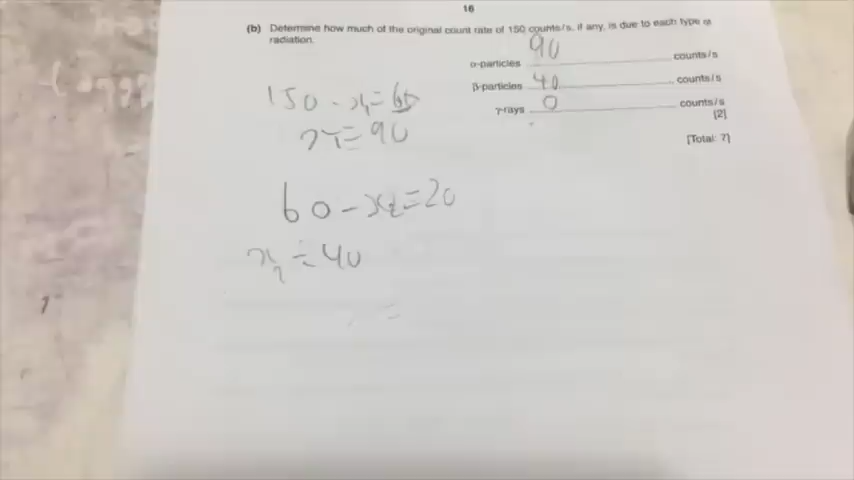 16
(b) Determine how much of the original count rate of 150 counts/s, if any, is due to each type of
radiation.
α-particles 90 counts/s
β-particles 40 counts/s
γ-rays 0 counts/s
[2]
[Total: 7]
150 - x₁ = 60
x₁ = 90
60 - x₂ = 20
x₂ = 40
=